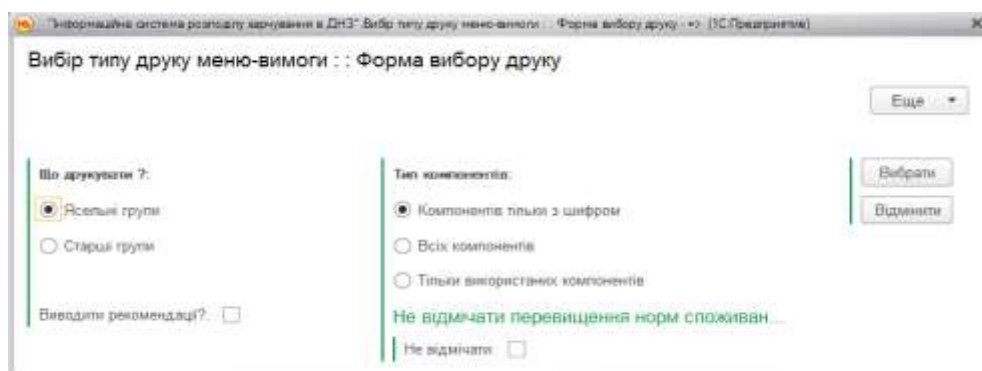 "Інформаційна система розподілу харчування в ДНЗ" Вибір типу друку меню-вимоги : : Форма вибору друку - => (1С:Предприятие)
Вибір типу друку меню-вимоги : : Форма вибору друку
Еще
Що друкувати ?:
Тип компонентів:
Вибрати
Ясельні групи
Компонентів тільки з шифром
Відмінити
Старші групи
Всіх компонентів
Тільки використаних компонентів
Виводити рекомендації?:
Не відмічати перевищення норм споживан...
Не відмічати: